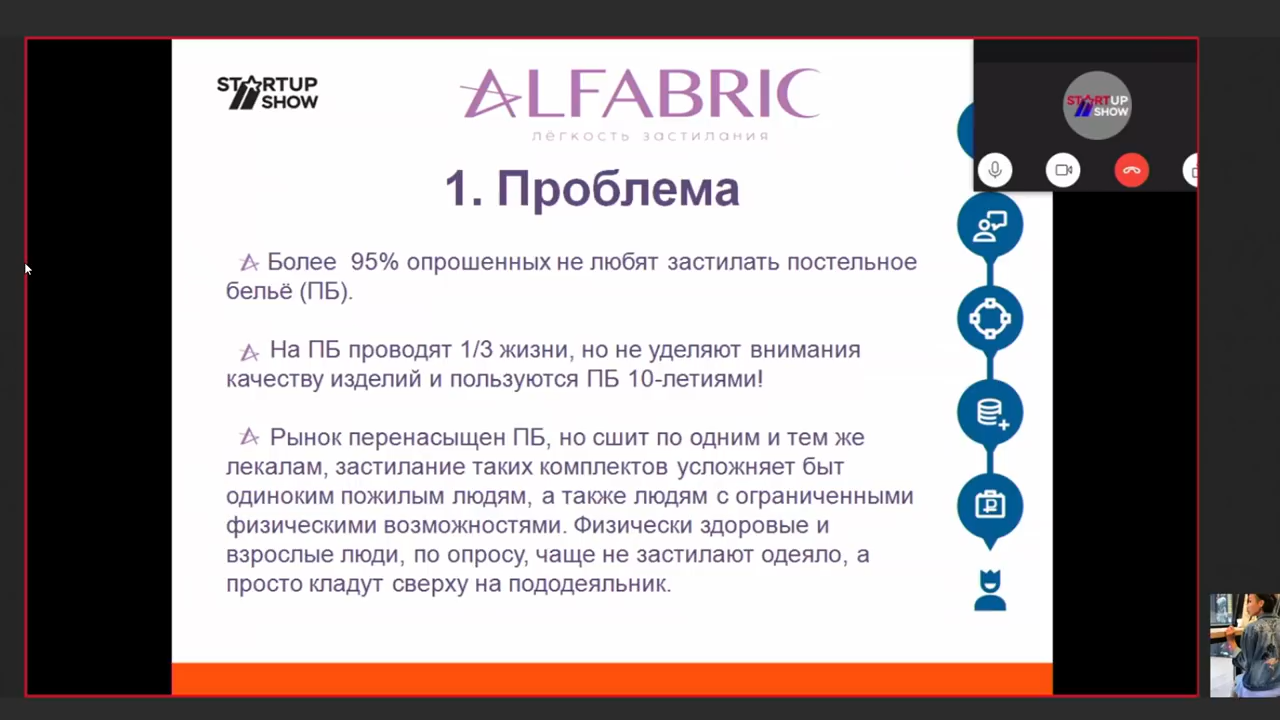 STARTUP
SHOW
ALFABRIC
лёгкость застилания
STARTUP
SHOW
1. Проблема
Более 95% опрошенных не любят застилать постельное
бельё (ПБ).
На ПБ проводят 1/3 жизни, но не уделяют внимания
качеству изделий и пользуются ПБ 10-летиями!
Рынок перенасыщен ПБ, но сшит по одним и тем же
лекалам, застилание таких комплектов усложняет быт
одиноким пожилым людям, а также людям с ограниченными
физическими возможностями. Физически здоровые и
взрослые люди, по опросу, чаще не застилают одеяло, а
просто кладут сверху на пододеяльник.